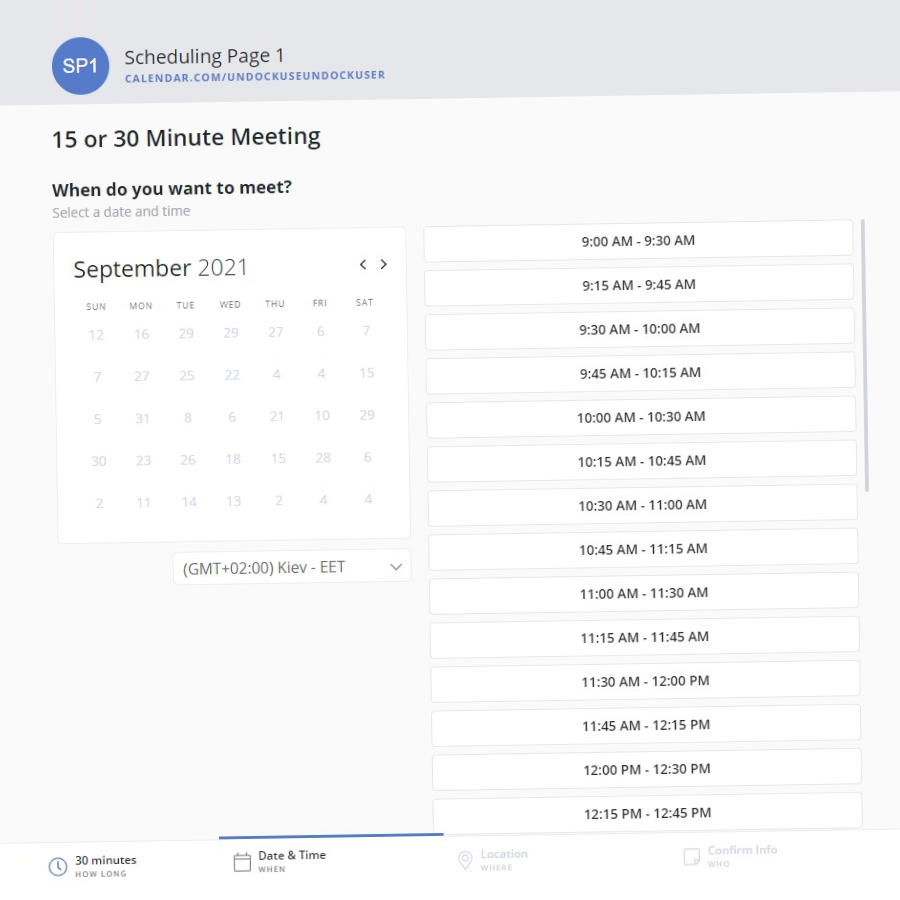 SP1
Scheduling Page 1
CALENDAR.COM/UNDOCKUSEUNDOCKUSER
15 or 30 Minute Meeting
When do you want to meet?
Select a date and time
September 2021
SUN MON TUE WED THU FRI SAT
12 16 29 29 27 6 7
7 27 25 22 4 4 15
5 31 8 6 21 10 29
30 23 26 18 15 28 6
2 11 14 13 2 4 4
(GMT+02:00) Kiev - EET
9:00 AM - 9:30 AM
9:15 AM - 9:45 AM
9:30 AM - 10:00 AM
9:45 AM - 10:15 AM
10:00 AM - 10:30 AM
10:15 AM - 10:45 AM
10:30 AM - 11:00 AM
10:45 AM - 11:15 AM
11:00 AM - 11:30 AM
11:15 AM - 11:45 AM
11:30 AM - 12:00 PM
11:45 AM - 12:15 PM
12:00 PM - 12:30 PM
12:15 PM - 12:45 PM
30 minutes
HOW LONG
Date & Time
WHEN
Location
WHERE
Confirm Info
WHO